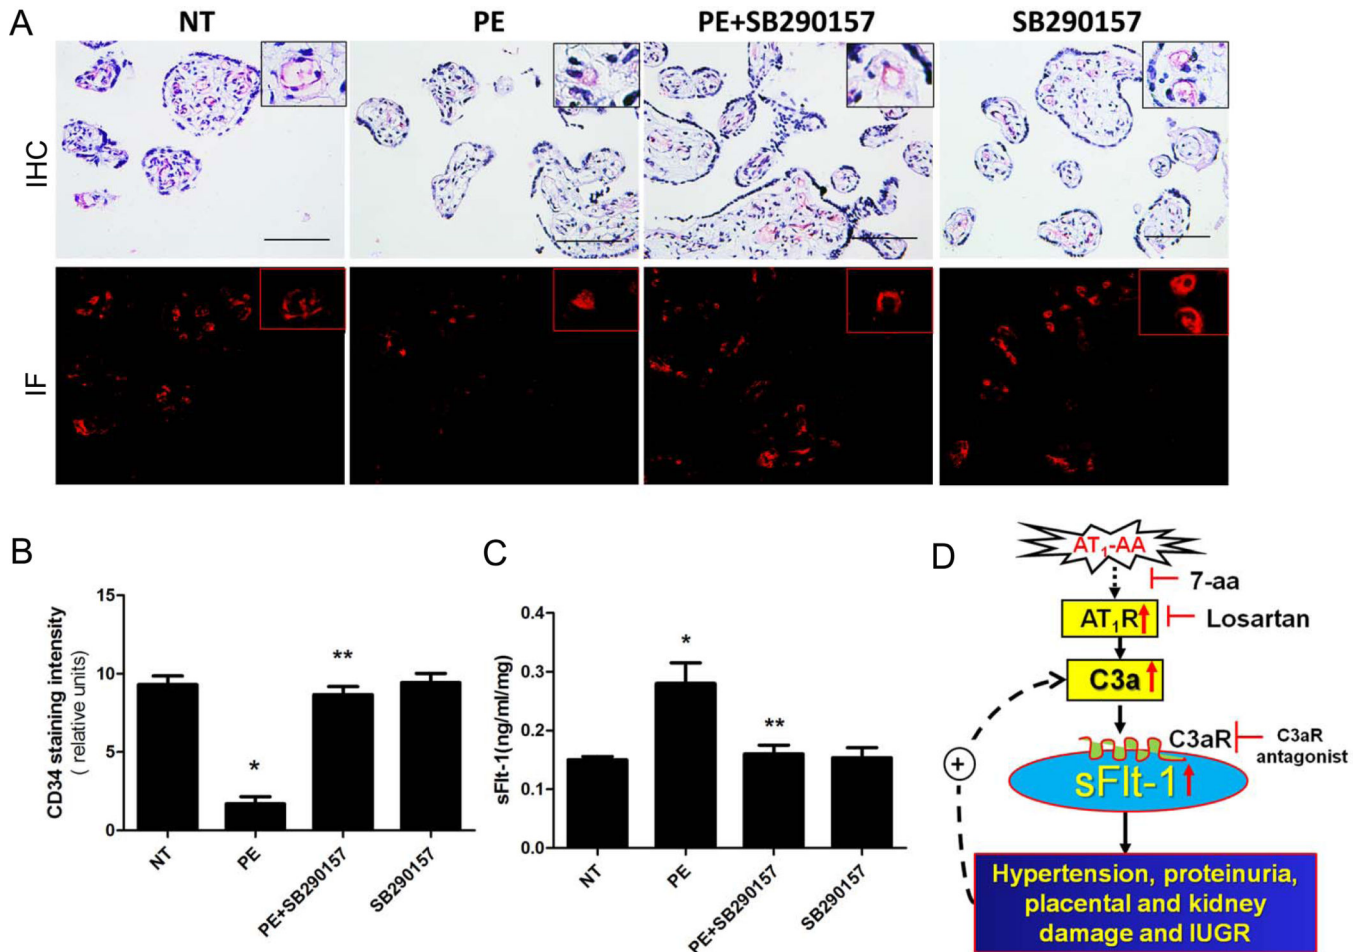 A
NT
PE
PE+SB290157
SB290157
IHC
IF
B
CD34 staining intensity
( relative units)
15
10
5
0
*
**
NT
PE
PE+SB290157
SB290157
C
sFlt-1(ng/ml/mg)
0.4
0.3
0.2
0.1
0.0
*
**
NT
PE
PE+SB290157
SB290157
D
AT₁-AA
7-aa
AT₁R
Losartan
C3a
C3aR
C3aR
antagonist
+
sFlt-1
Hypertension, proteinuria,
placental and kidney
damage and IUGR